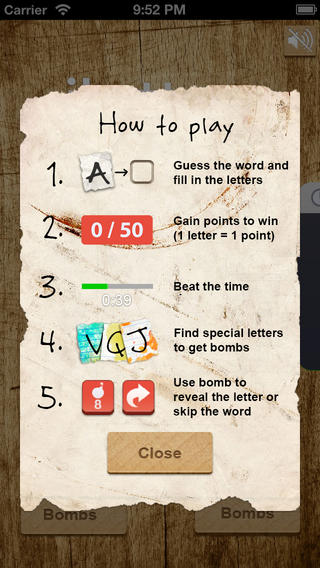 Carrier 9:52 PM
How to play
1. A → Guess the word and
fill in the letters
2. 0 / 50 Gain points to win
(1 letter = 1 point)
3. 0:39 Beat the time
4. V Q J Find special letters
to get bombs
5. 8 Use bomb to
reveal the letter or
skip the word
Close
Bombs Bombs